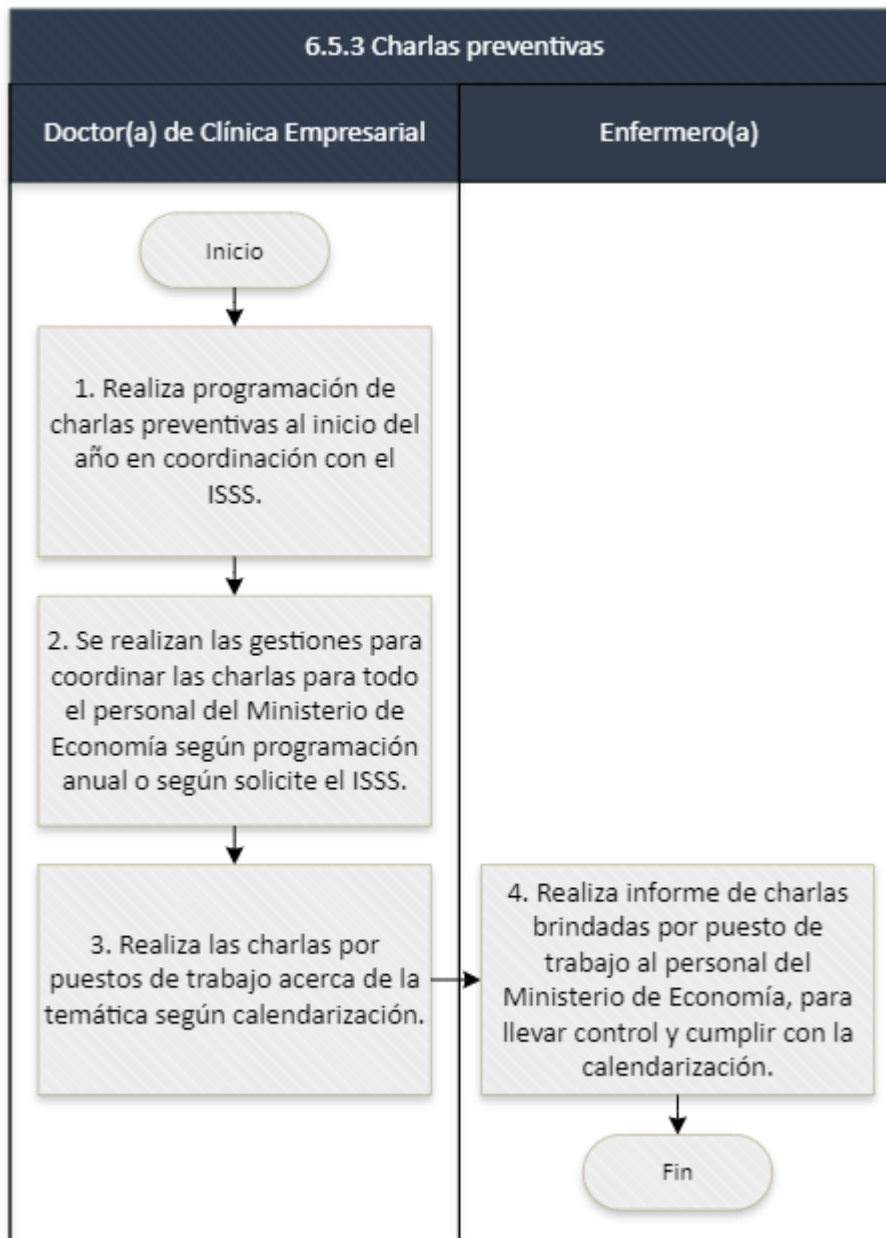 6.5.3 Charlas preventivas
Doctor(a) de Clínica Empresarial
Enfermero(a)
Inicio
1. Realiza programación de
charlas preventivas al inicio del
año en coordinación con el
ISSS.
2. Se realizan las gestiones para
coordinar las charlas para todo
el personal del Ministerio de
Economía según programación
anual o según solicite el ISSS.
3. Realiza las charlas por
puestos de trabajo acerca de la
temática según calendarización.
4. Realiza informe de charlas
brindadas por puesto de
trabajo al personal del
Ministerio de Economía, para
llevar control y cumplir con la
calendarización.
Fin